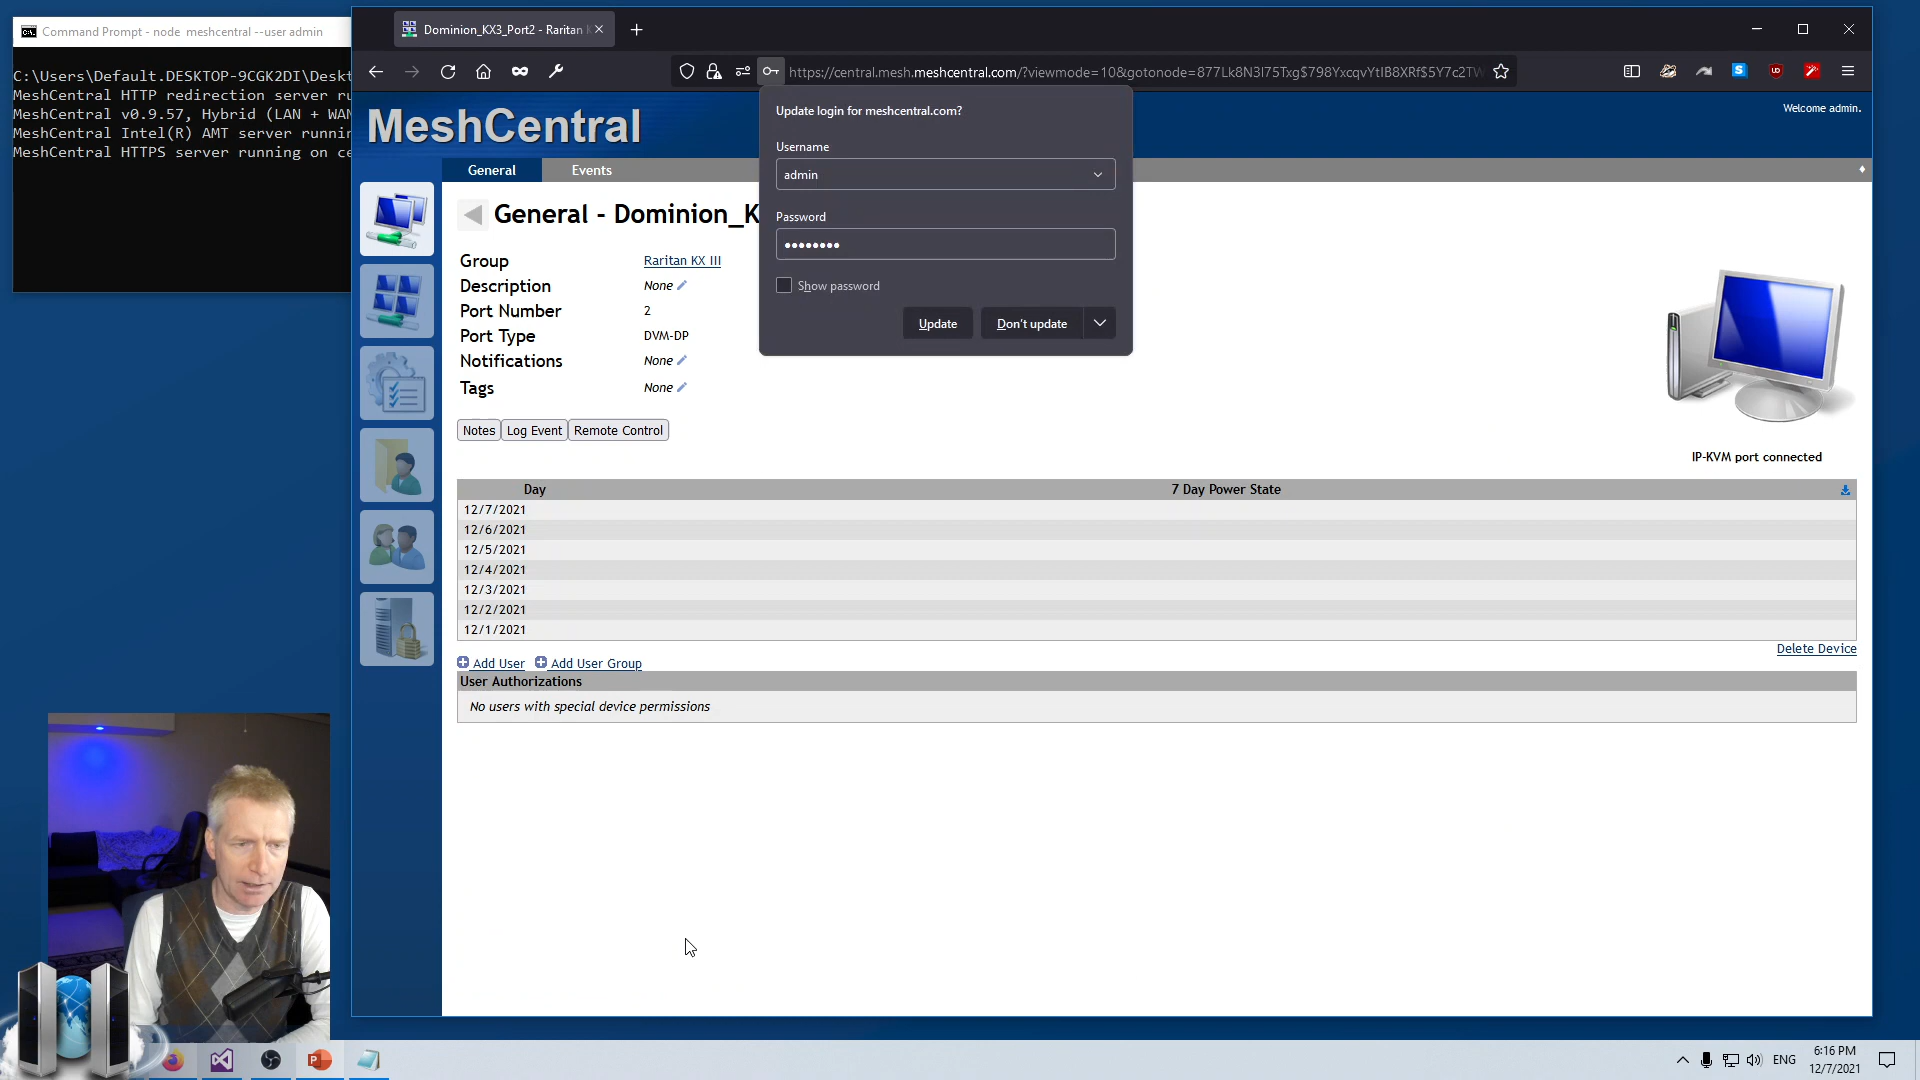 Command Prompt - node  meshcentral --user admin
C:\Users\Default.DESKTOP-9CGK2DI\Deskt
MeshCentral HTTP redirection server ru
MeshCentral v0.9.57, Hybrid (LAN + WAN
MeshCentral Intel(R) AMT server runnin
MeshCentral HTTPS server running on ce
Dominion_KX3_Port2 - Raritan K
https://central.mesh.meshcentral.com/?viewmode=10&gotonode=877Lk8N3l75Txg$798YxcqvYtIB8XRf$5Y7c2TW
MeshCentral
Welcome admin.
Update login for meshcentral.com?
Username
admin
Password
••••••••
Show password
Update
Don't update
General
Events
General - Dominion_K
Group
Raritan KX III
Description
None
Port Number
2
Port Type
DVM-DP
Notifications
None
Tags
None
Notes
Log Event
Remote Control
IP-KVM port connected
Day
7 Day Power State
12/7/2021
12/6/2021
12/5/2021
12/4/2021
12/3/2021
12/2/2021
12/1/2021
Delete Device
Add User
Add User Group
User Authorizations
No users with special device permissions
ENG
6:16 PM
12/7/2021